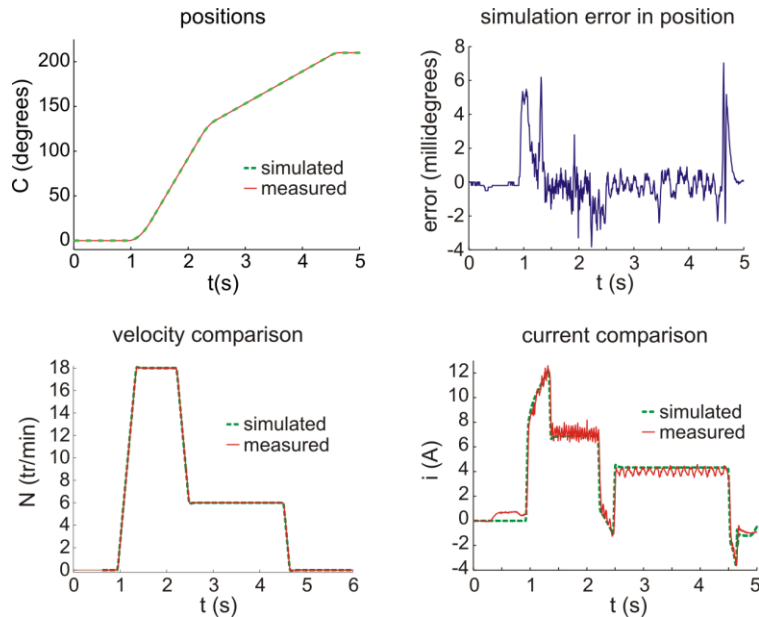 positions
C (degrees)
200
150
100
50
0
simulated
measured
0 1 2 3 4 5
t(s)
simulation error in position
error (millidegrees)
8
6
4
2
0
-2
-4
0 1 2 3 4 5
t (s)
velocity comparison
N (tr/min)
18
16
14
12
10
8
6
4
2
0
simulated
measured
0 1 2 3 4 5 6
t (s)
current comparison
i (A)
12
10
8
6
4
2
0
-2
-4
simulated
measured
0 1 2 3 4 5
t (s)